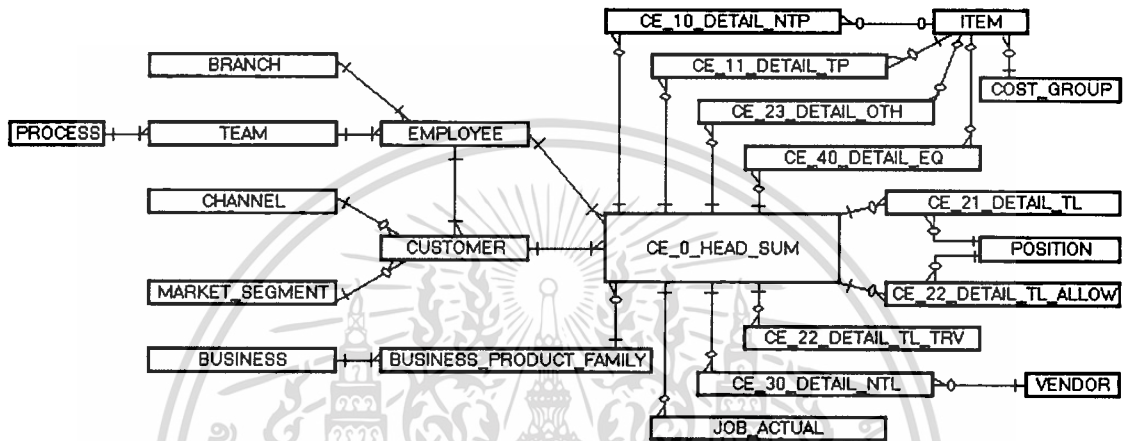 CE_10_DETAIL_NTP
ITEM
BRANCH
CE_11_DETAIL_TP
COST_GROUP
CE_23_DETAIL_OTH
PROCESS
TEAM
EMPLOYEE
CE_40_DETAIL_EQ
CHANNEL
CE_21_DETAIL_TL
CUSTOMER
CE_0_HEAD_SUM
POSITION
MARKET_SEGMENT
CE_22_DETAIL_TL_ALLOW
CE_22_DETAIL_TL_TRV
BUSINESS
BUSINESS_PRODUCT_FAMILY
CE_30_DETAIL_NTL
VENDOR
JOB_ACTUAL